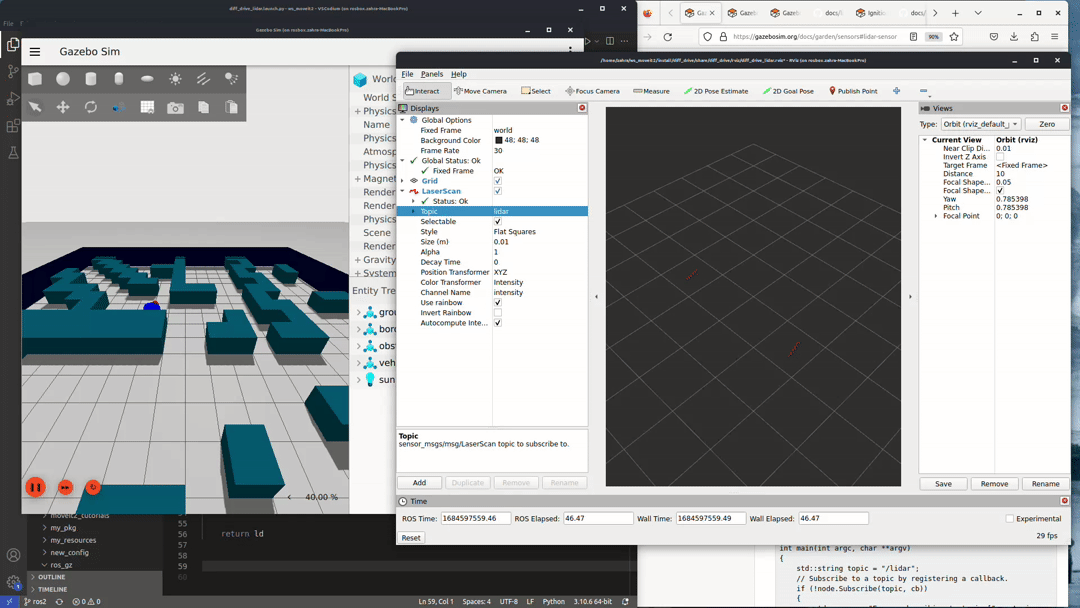 diff_drive_lidar.launch.py - ws_moveit2 - VSCodium (on rosbox.zahra-MacBookPro)
File
Gazebo Sim (on rosbox.zahra-MacBookPro)
Gazebo Sim
World
World S
Physics
Name
Physics
Atmosp
Physics
Magnet
Render
Render
Physics
Scene
Render
Gravity
System
Entity Tre
grou
bord
obst
veh
sun
40.00 %
Ga
Gazeb
Gazeb
docs/
Ignitio
docs/
https://gazebosim.org/docs/garden/sensors#lidar-sensor
90%
/home/zahra/ws_moveit2/install/diff_drive/share/diff_drive/rviz/diff_drive_lidar.rviz* - RViz (on rosbox.zahra-MacBookPro)
File Panels Help
Interact Move Camera Select Focus Camera Measure 2D Pose Estimate 2D Goal Pose Publish Point
Displays
Global Options
Fixed Frame world
Background Color 48; 48; 48
Frame Rate 30
Global Status: Ok
Fixed Frame OK
Grid
LaserScan
Status: Ok
Topic lidar
Selectable
Style Flat Squares
Size (m) 0.01
Alpha 1
Decay Time 0
Position Transformer XYZ
Color Transformer Intensity
Channel Name intensity
Use rainbow
Invert Rainbow
Autocompute Inte...
Topic
sensor_msgs/msg/LaserScan topic to subscribe to.
Add Duplicate Remove Rename
Views
Type: Orbit (rviz_default_ Zero
Current View Orbit (rviz)
Near Clip Di... 0.01
Invert Z Axis
Target Frame <Fixed Frame>
Distance 10
Focal Shape... 0.05
Focal Shape...
Yaw 0.785398
Pitch 0.785398
Focal Point 0; 0; 0
Save Remove Rename
Time
ROS Time: 1684597559.46 ROS Elapsed: 46.47 Wall Time: 1684597559.49 Wall Elapsed: 46.47 Experimental
Reset 29 fps
moveit2_tutorials
my_pkg
my_resources
new_config
ros_gz
OUTLINE
TIMELINE
55
56 return ld
57
58
59
60
int main(int argc, char **argv)
{
std::string topic = "/lidar";
// Subscribe to a topic by registering a callback.
if (!node.Subscribe(topic, cb))
{
ros2 0 0 Ln 59, Col 1 Spaces: 4 UTF-8 LF Python 3.10.6 64-bit